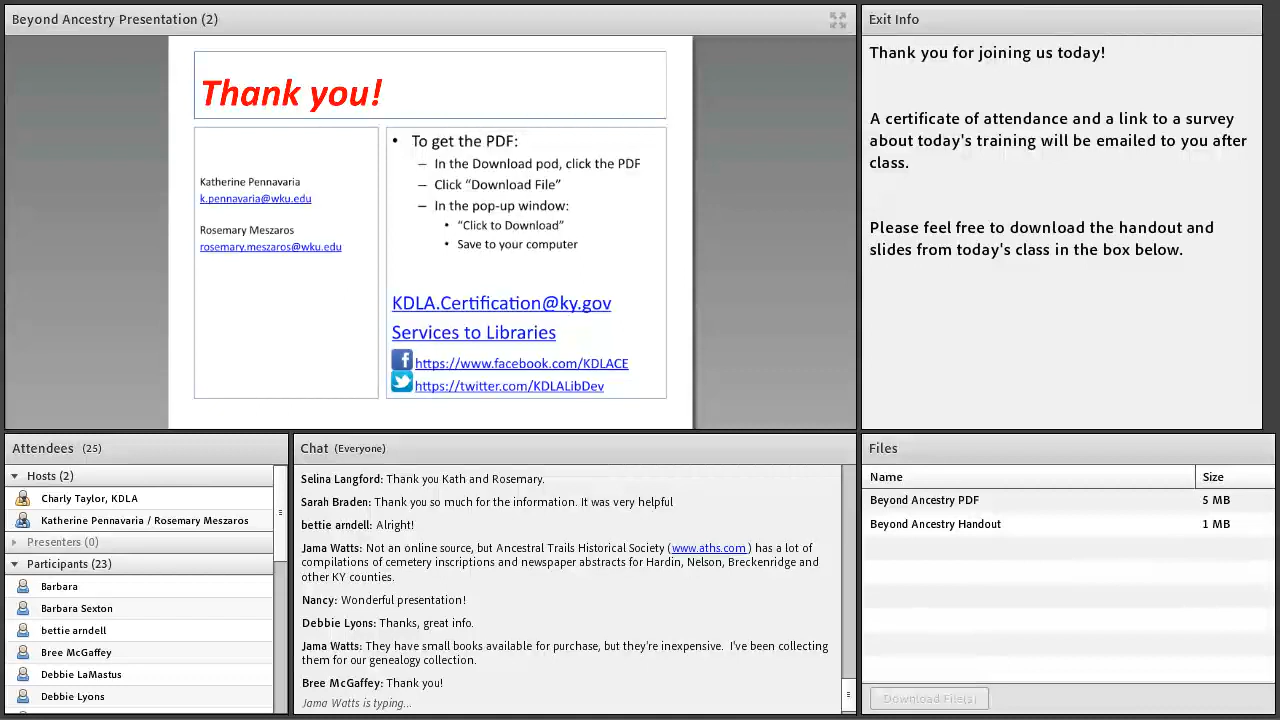 Beyond Ancestry Presentation (2)
Thank you!
Katherine Pennavaria
k.pennavaria@wku.edu
Rosemary Meszaros
rosemary.meszaros@wku.edu
• To get the PDF:
– In the Download pod, click the PDF
– Click “Download File”
– In the pop-up window:
• “Click to Download”
• Save to your computer
KDLA.Certification@ky.gov
Services to Libraries
https://www.facebook.com/KDLACE
https://twitter.com/KDLALibDev
Exit Info
Thank you for joining us today!
A certificate of attendance and a link to a survey
about today's training will be emailed to you after
class.
Please feel free to download the handout and
slides from today's class in the box below.
Attendees (25)
Hosts (2)
Charly Taylor, KDLA
Katherine Pennavaria / Rosemary Meszaros
Presenters (0)
Participants (23)
Barbara
Barbara Sexton
bettie arndell
Bree McGaffey
Debbie LaMastus
Debbie Lyons
Chat (Everyone)
Selina Langford: Thank you Kath and Rosemary.
Sarah Braden: Thank you so much for the information. It was very helpful
bettie arndell: Alright!
Jama Watts: Not an online source, but Ancestral Trails Historical Society (www.aths.com ) has a lot of
compilations of cemetery inscriptions and newspaper abstracts for Hardin, Nelson, Breckenridge and
other KY counties.
Nancy: Wonderful presentation!
Debbie Lyons: Thanks, great info.
Jama Watts: They have small books available for purchase, but they're inexpensive. I've been collecting
them for our genealogy collection.
Bree McGaffey: Thank you!
Jama Watts is typing...
Files
Name Size
Beyond Ancestry PDF 5 MB
Beyond Ancestry Handout 1 MB
Download File(s)